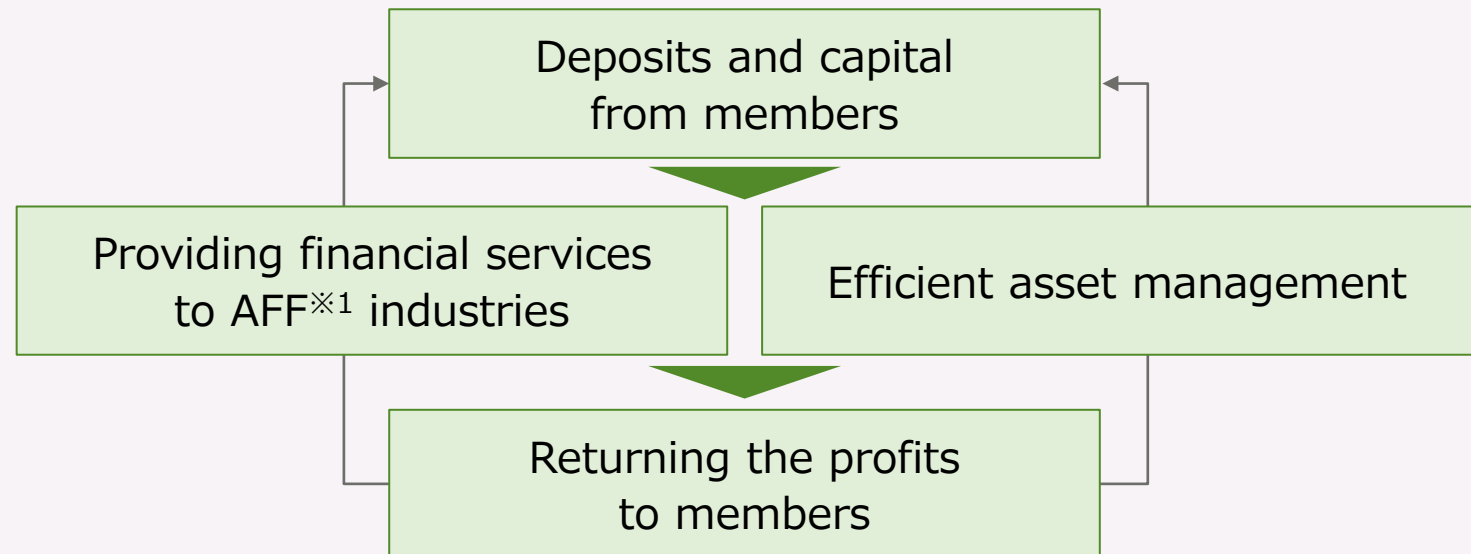 Deposits and capital
from members
Providing financial services
to AFF※1 industries
Efficient asset management
Returning the profits
to members